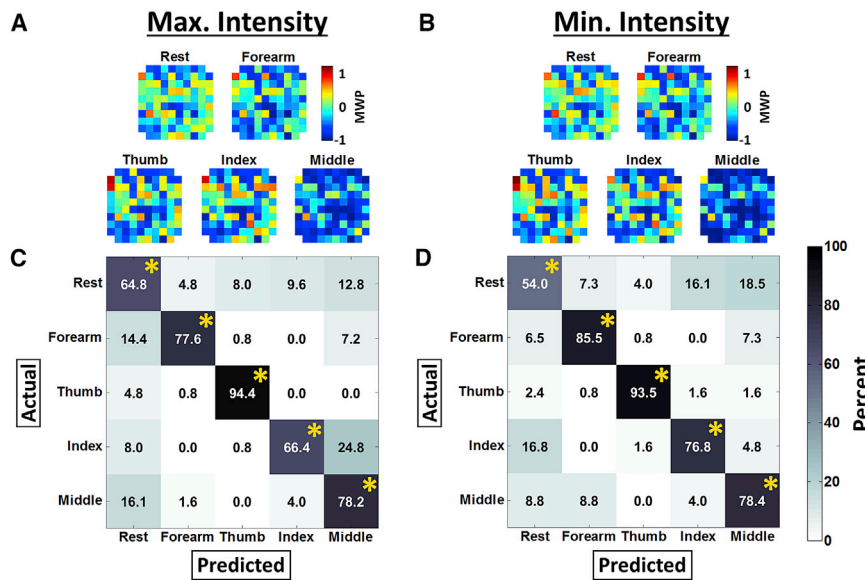 A
Max. Intensity
Rest Forearm
1
0
-1
MWP
Thumb Index Middle
B
Min. Intensity
Rest Forearm
1
0
-1
MWP
Thumb Index Middle
C
Actual
Rest 64.8 * 4.8 8.0 9.6 12.8
Forearm 14.4 77.6 * 0.8 0.0 7.2
Thumb 4.8 0.8 94.4 * 0.0 0.0
Index 8.0 0.0 0.8 66.4 * 24.8
Middle 16.1 1.6 0.0 4.0 78.2 *
Rest Forearm Thumb Index Middle
Predicted
D
Rest 54.0 * 7.3 4.0 16.1 18.5
Forearm 6.5 85.5 * 0.8 0.0 7.3
Thumb 2.4 0.8 93.5 * 1.6 1.6
Index 16.8 0.0 1.6 76.8 * 4.8
Middle 8.8 8.8 0.0 4.0 78.4 *
Rest Forearm Thumb Index Middle
Predicted
100
80
60
40
20
0
Percent